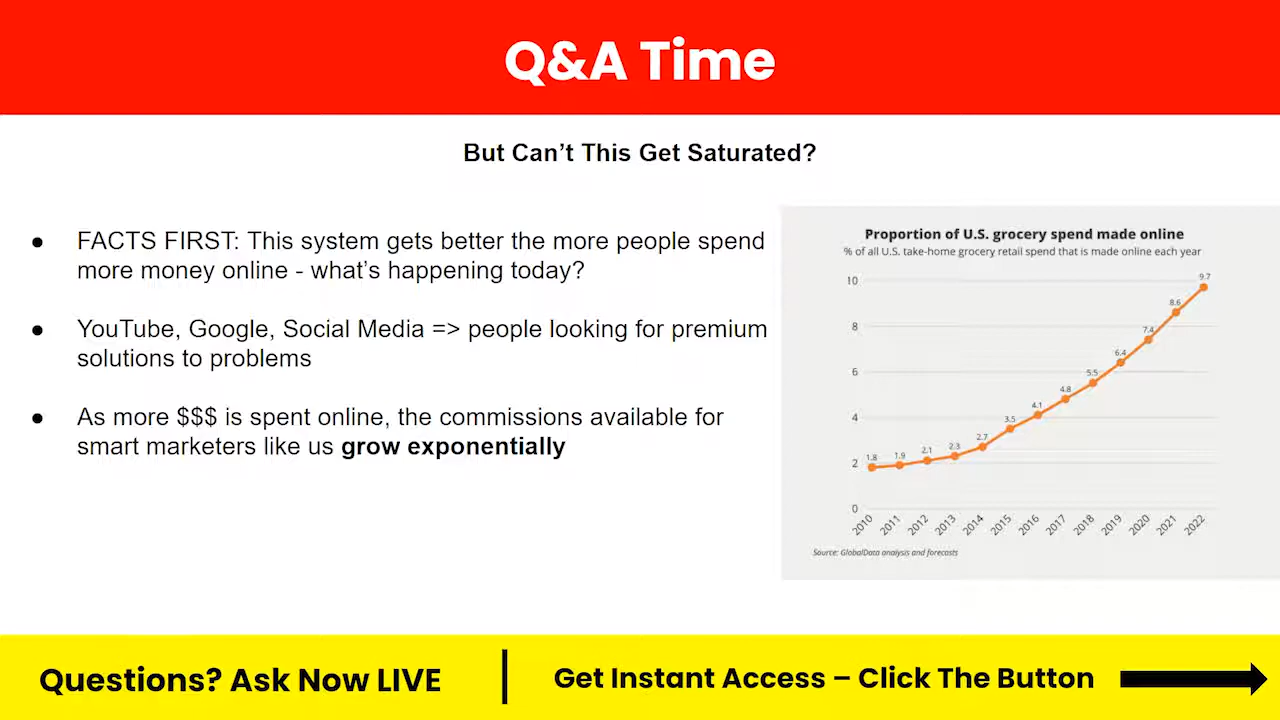 Q&A Time
But Can’t This Get Saturated?
● FACTS FIRST: This system gets better the more people spend
more money online - what’s happening today?
● YouTube, Google, Social Media => people looking for premium
solutions to problems
● As more $$$ is spent online, the commissions available for
smart marketers like us grow exponentially
Proportion of U.S. grocery spend made online
% of all U.S. take-home grocery retail spend that is made online each year
10
8
6
4
2
0
1.8
1.9
2.1
2.3
2.7
3.5
4.1
4.8
5.5
6.4
7.4
8.6
9.7
2010
2011
2012
2013
2014
2015
2016
2017
2018
2019
2020
2021
2022
Source: GlobalData analysis and forecasts
Questions? Ask Now LIVE
Get Instant Access – Click The Button